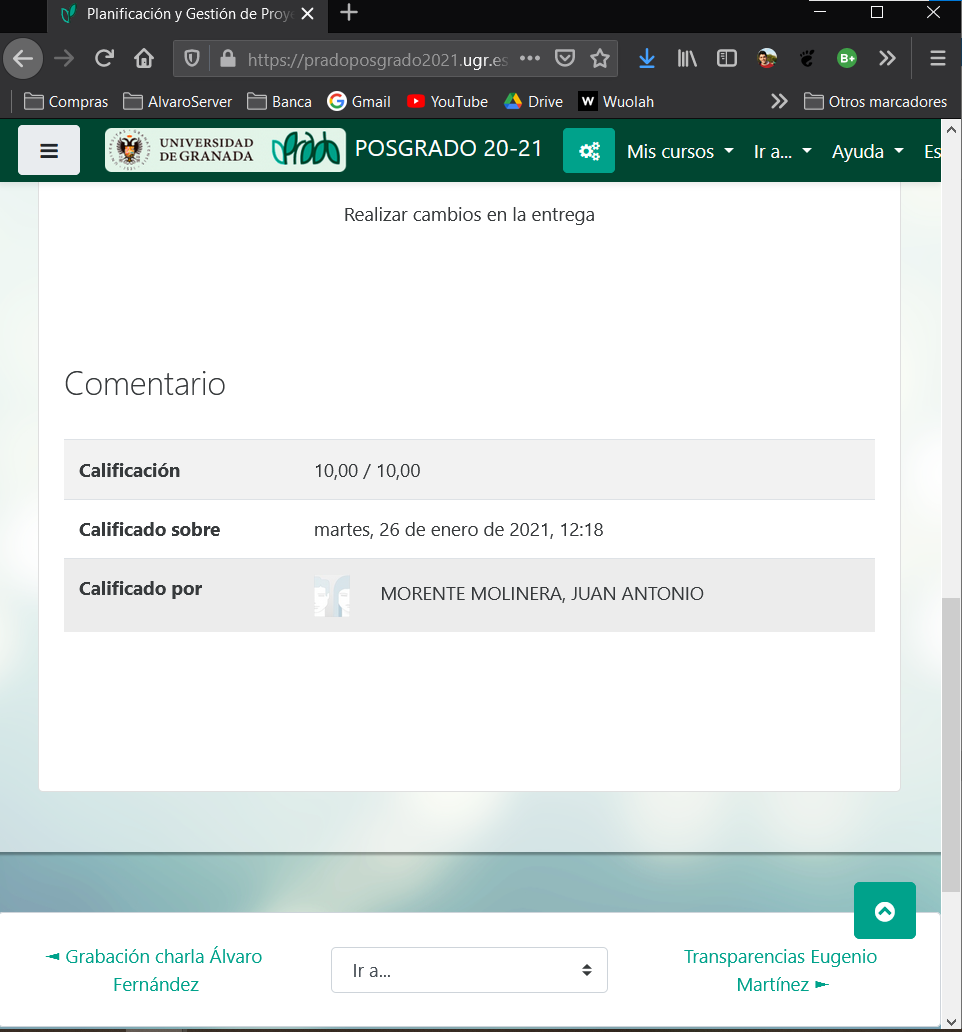 Planificación y Gestión de Proye
https://pradoposgrado2021.ugr.es
B+
Compras AlvaroServer Banca Gmail YouTube Drive W Wuolah Otros marcadores
UNIVERSIDAD
DE GRANADA
prado
POSGRADO 20-21 Mis cursos Ir a... Ayuda Es
Realizar cambios en la entrega
Comentario
Calificación 10,00 / 10,00
Calificado sobre martes, 26 de enero de 2021, 12:18
Calificado por MORENTE MOLINERA, JUAN ANTONIO
◄ Grabación charla Álvaro
Fernández
Ir a...
Transparencias Eugenio
Martínez ►